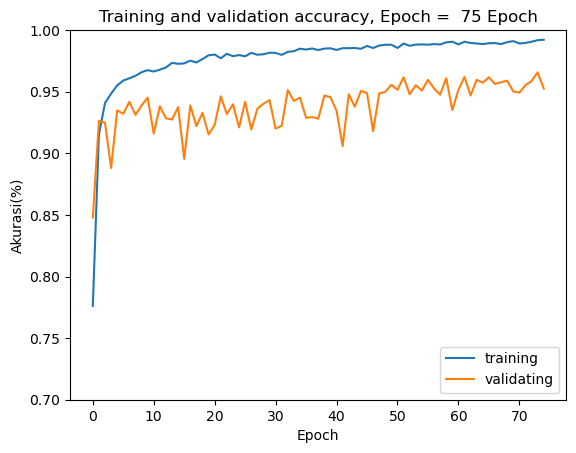 Training and validation accuracy, Epoch =  75 Epoch
1.00
0.95
0.90
0.85
0.80
0.75
0.70
Akurasi(%)
0 10 20 30 40 50 60 70
Epoch
training
validating